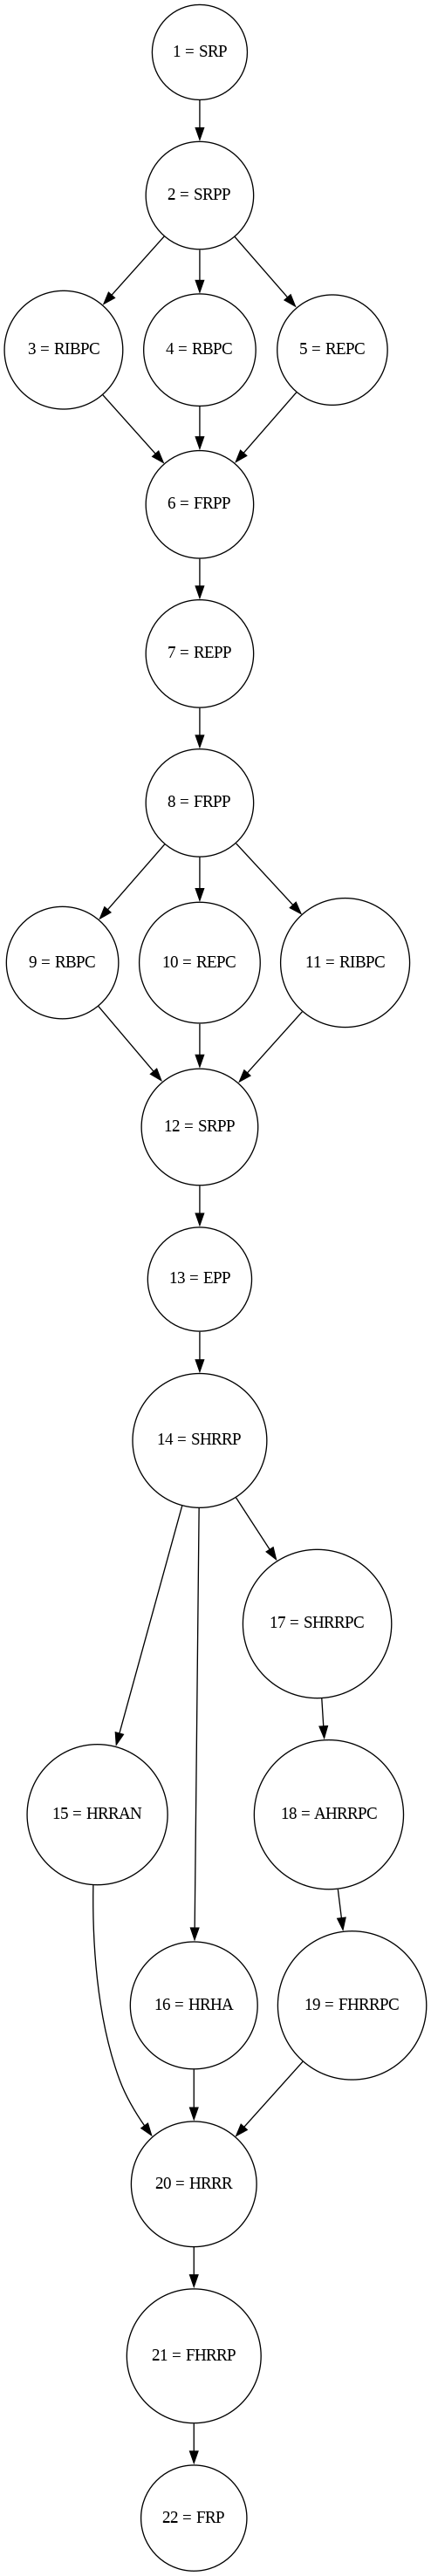 1 = SRP
2 = SRPP
3 = RIBPC
4 = RBPC
5 = REPC
6 = FRPP
7 = REPP
8 = FRPP
9 = RBPC
10 = REPC
11 = RIBPC
12 = SRPP
13 = EPP
14 = SHRRP
17 = SHRRPC
15 = HRRAN
18 = AHRRPC
16 = HRHA
19 = FHRRPC
20 = HRRR
21 = FHRRP
22 = FRP